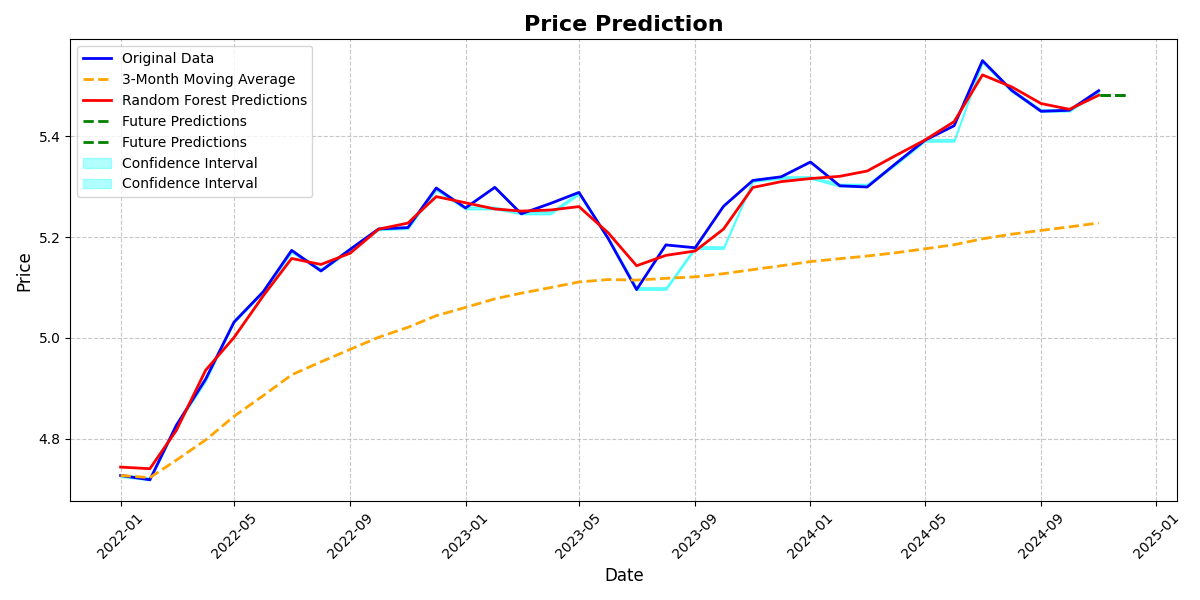 Price Prediction
Original Data
3-Month Moving Average
Random Forest Predictions
Future Predictions
Future Predictions
Confidence Interval
Confidence Interval
Price
5.4
5.2
5.0
4.8
2022-01
2022-05
2022-09
2023-01
2023-05
2023-09
2024-01
2024-05
2024-09
2025-01
Date